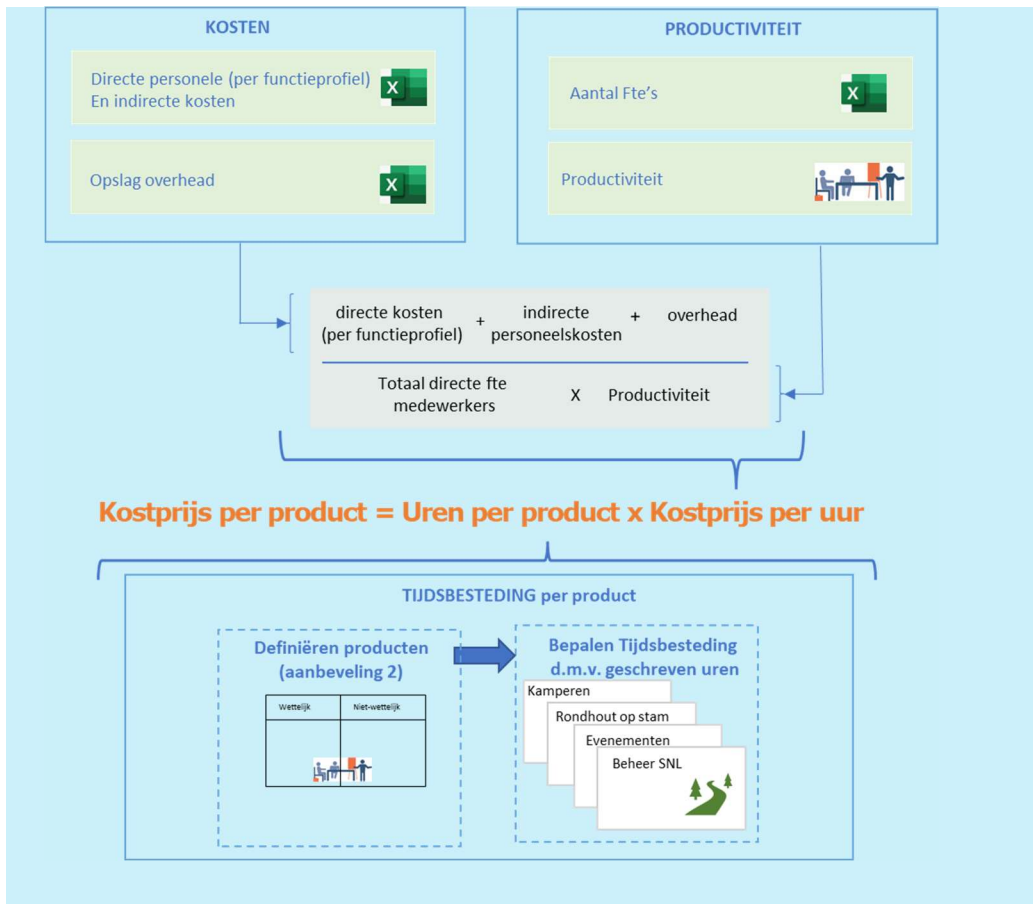 KOSTEN
Directe personele (per functieprofiel)
En indirecte kosten
X
Opslag overhead
X
PRODUCTIVITEIT
Aantal Fte's
X
Productiviteit
directe kosten
(per functieprofiel)
+
indirecte
personeelskosten
+
overhead
Totaal directe fte
medewerkers
X
Productiviteit
Kostprijs per product = Uren per product x Kostprijs per uur
TIJDSBESTEDING per product
Definiëren producten
(aanbeveling 2)
Wettelijk
Niet-wettelijk
Bepalen Tijdsbesteding
d.m.v. geschreven uren
Kamperen
Rondhout op stam
Evenementen
Beheer SNL